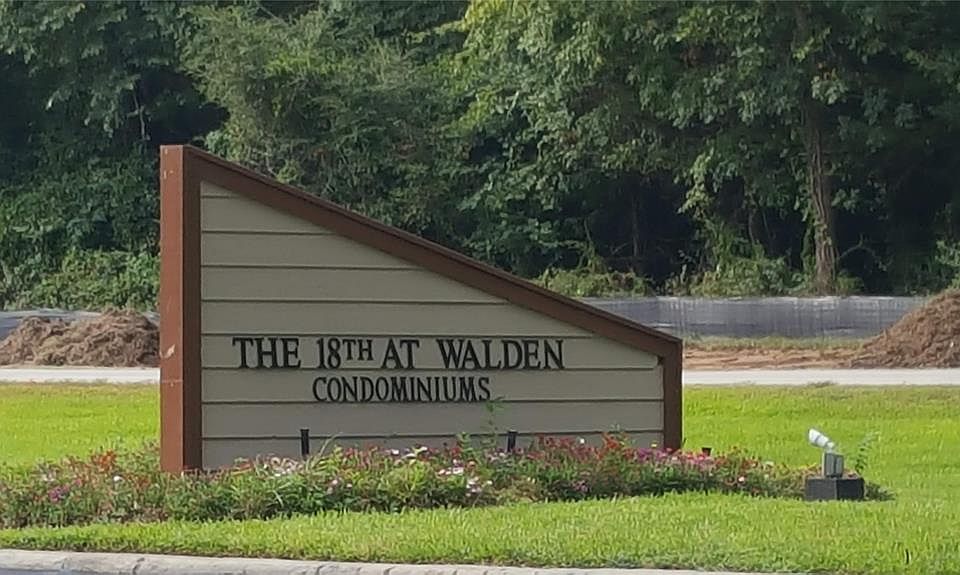 THE 18TH AT WALDEN
CONDOMINIUMS